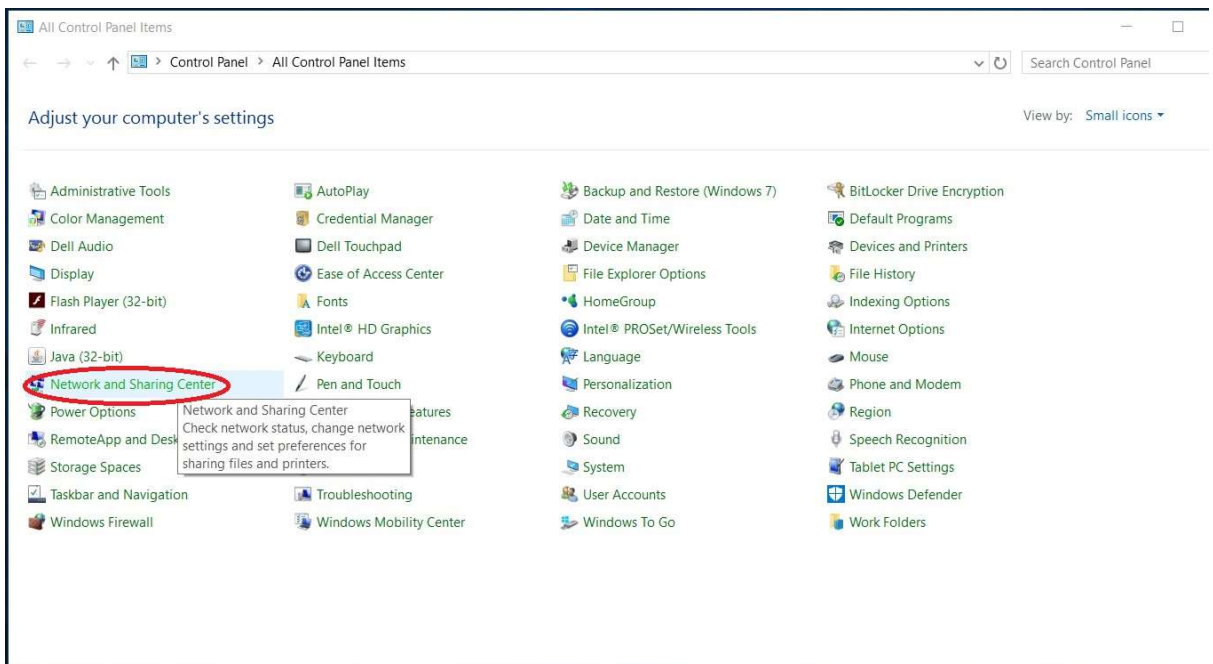 All Control Panel Items
Control Panel > All Control Panel Items
Search Control Panel
Adjust your computer's settings
View by: Small icons
Administrative Tools
AutoPlay
Backup and Restore (Windows 7)
BitLocker Drive Encryption
Color Management
Credential Manager
Date and Time
Default Programs
Dell Audio
Dell Touchpad
Device Manager
Devices and Printers
Display
Ease of Access Center
File Explorer Options
File History
Flash Player (32-bit)
Fonts
HomeGroup
Indexing Options
Infrared
Intel® HD Graphics
Intel® PROSet/Wireless Tools
Internet Options
Java (32-bit)
Keyboard
Language
Mouse
Network and Sharing Center
Pen and Touch
Personalization
Phone and Modem
Power Options
Network and Sharing Center
Check network status, change network
settings and set preferences for
sharing files and printers.
eatures
Recovery
Region
RemoteApp and Desk
intenance
Sound
Speech Recognition
Storage Spaces
System
Tablet PC Settings
Taskbar and Navigation
Troubleshooting
User Accounts
Windows Defender
Windows Firewall
Windows Mobility Center
Windows To Go
Work Folders